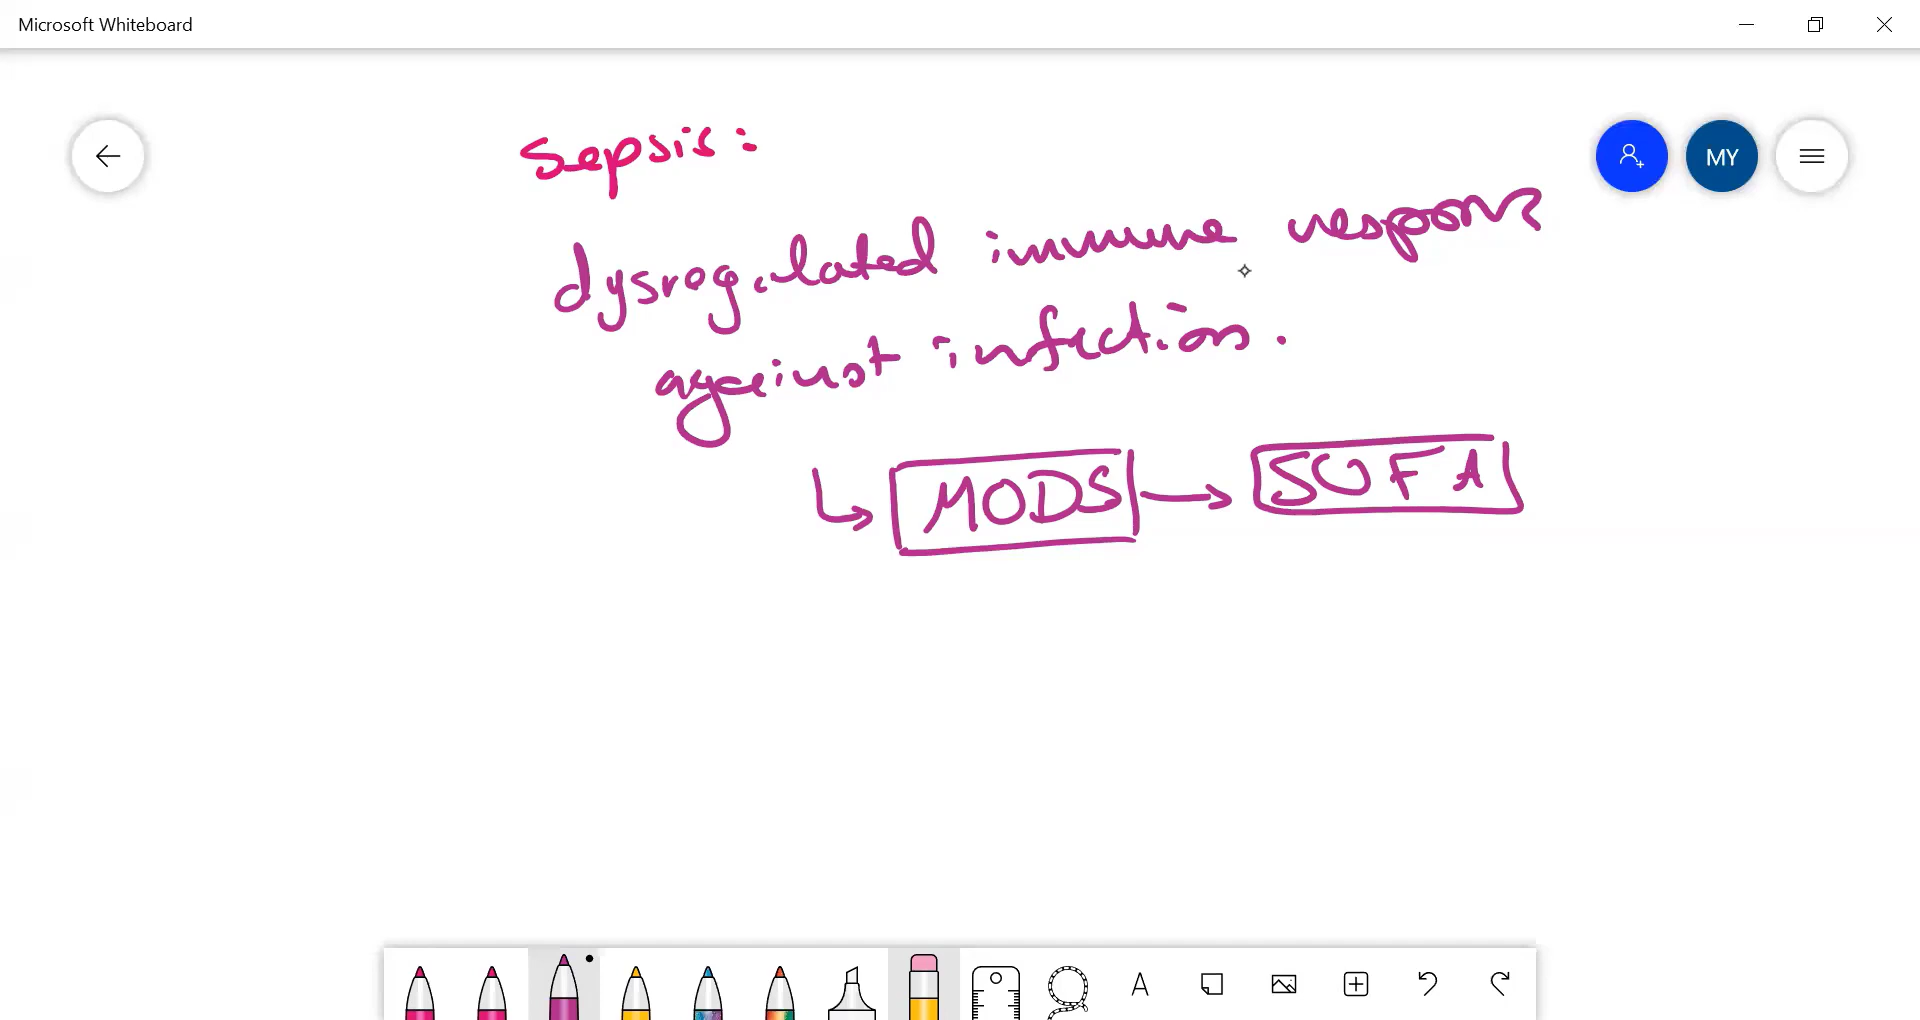 Microsoft Whiteboard
Sepsis:
MY
dysregulated immune response
against infection.
MODS → SOFA
A